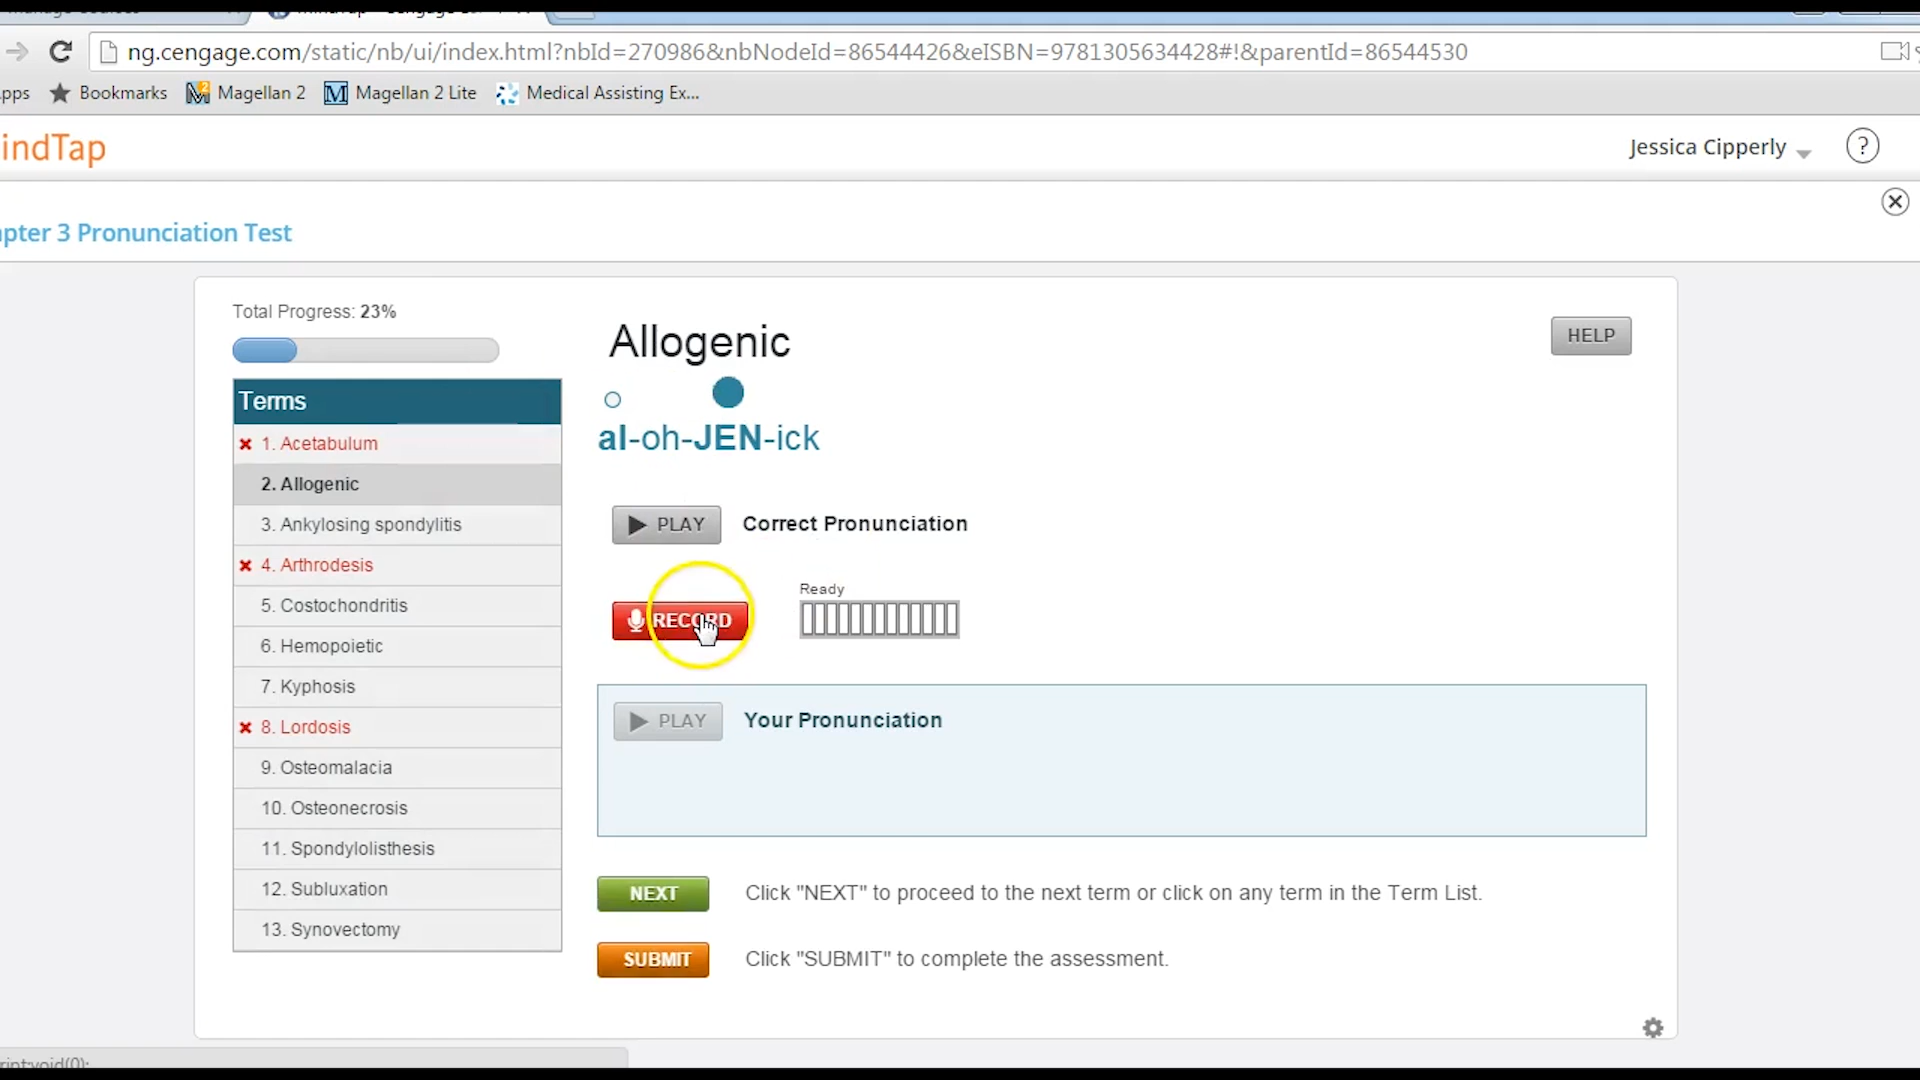 ng.cengage.com/static/nb/ui/index.html?nbId=270986&nbNodeId=86544426&eISBN=9781305634428#!&parentId=86544530
pps Bookmarks Magellan 2 Magellan 2 Lite Medical Assisting Ex...
indTap
Jessica Cipperly ?
pter 3 Pronunciation Test
Total Progress: 23%
Allogenic
HELP
al-oh-JEN-ick
Terms
1. Acetabulum
2. Allogenic
3. Ankylosing spondylitis
4. Arthrodesis
5. Costochondritis
6. Hemopoietic
7. Kyphosis
8. Lordosis
9. Osteomalacia
10. Osteonecrosis
11. Spondylolisthesis
12. Subluxation
13. Synovectomy
PLAY Correct Pronunciation
RECORD
Ready
PLAY Your Pronunciation
NEXT Click "NEXT" to proceed to the next term or click on any term in the Term List.
SUBMIT Click "SUBMIT" to complete the assessment.